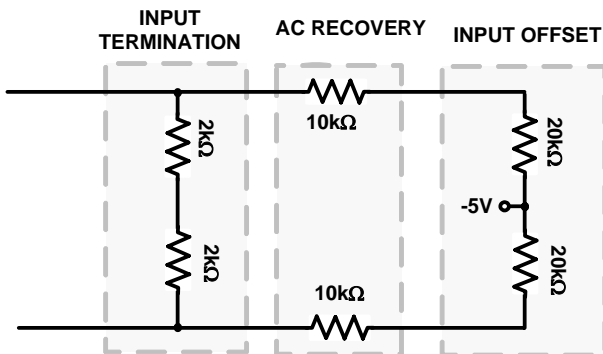 INPUT
TERMINATION
AC RECOVERY
INPUT OFFSET
2kΩ
2kΩ
10kΩ
10kΩ
20kΩ
-5V
20kΩ